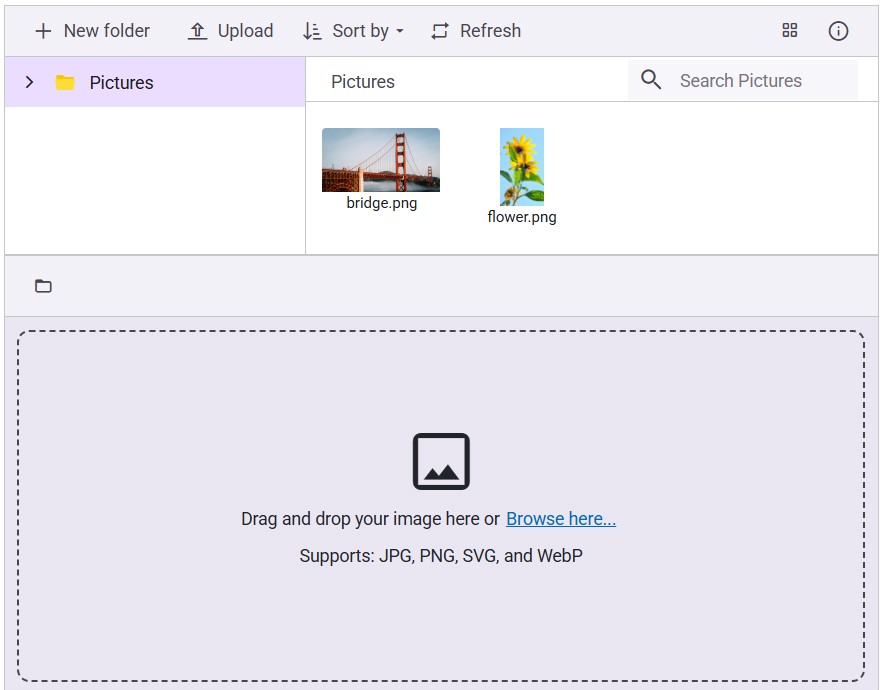 New folder Upload Sort by Refresh
Pictures
Pictures Search Pictures
bridge.png
flower.png
Drag and drop your image here or Browse here...
Supports: JPG, PNG, SVG, and WebP